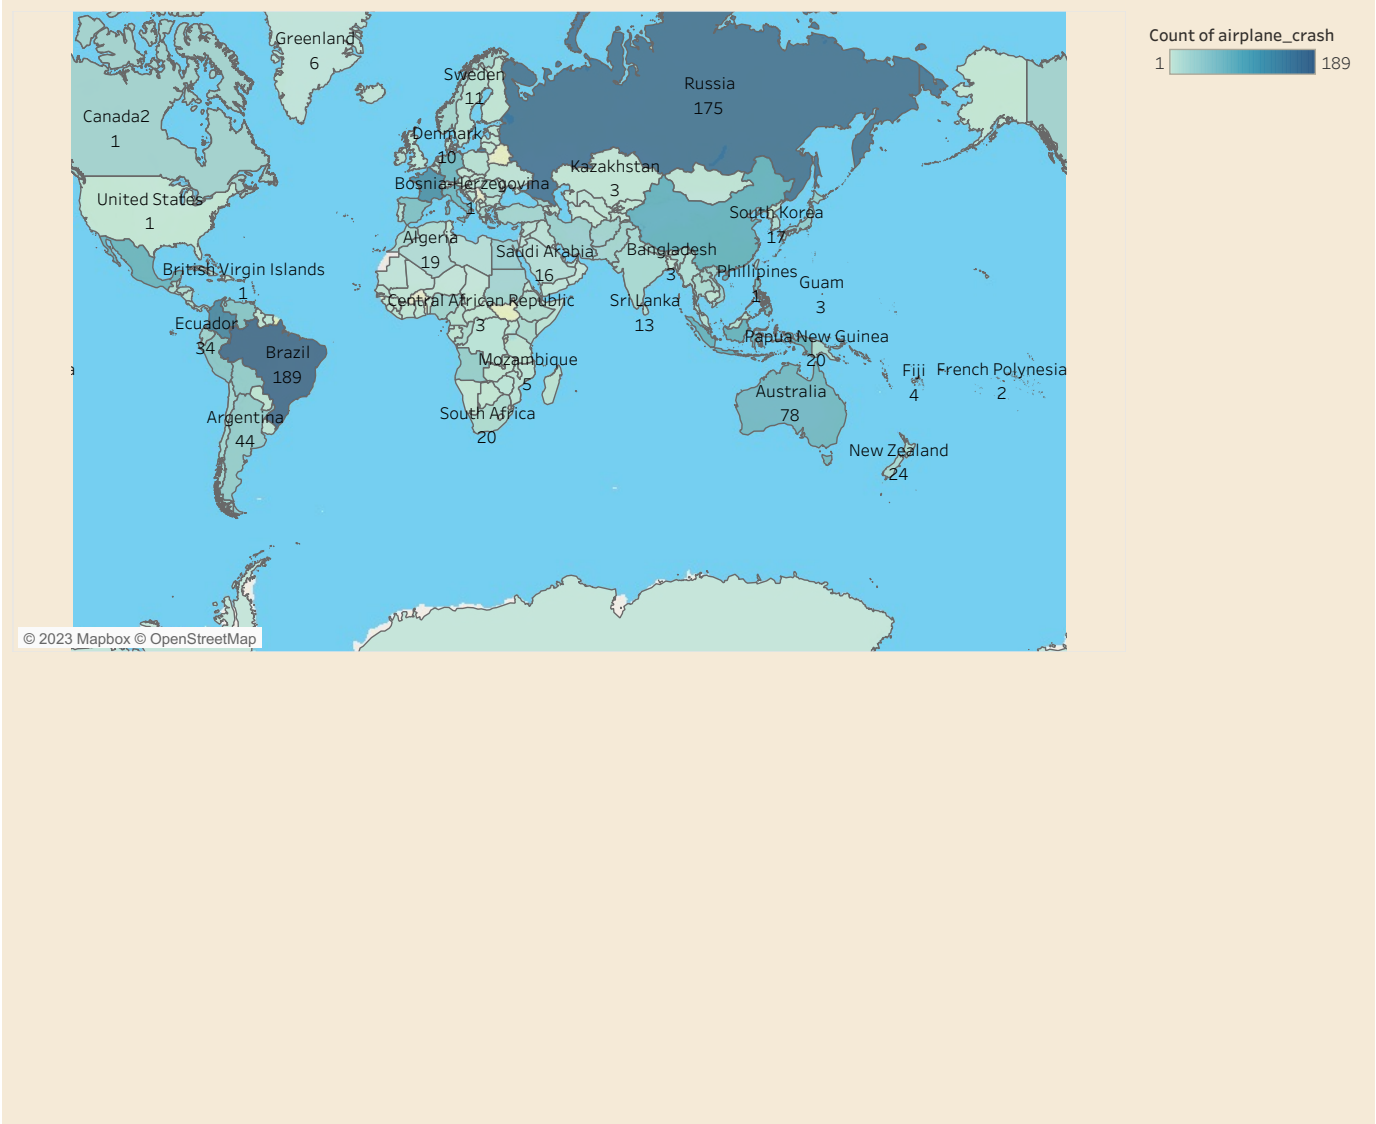 Count of airplane_crash
1
189
Greenland
6
Sweden
11
Russia
175
Canada2
1
Denmark
10
Kazakhstan
3
Bosnia-Herzegovina
1
United States
1
South Korea
17
Algeria
19
Saudi Arabia
16
Bangladesh
3
British Virgin Islands
1
Phillipines
1
Guam
3
Central African Republic
3
Sri Lanka
13
Ecuador
34
Papua New Guinea
20
Brazil
189
Mozambique
5
a
Fiji
4
French Polynesia
2
Australia
78
Argentina
44
South Africa
20
New Zealand
24
© 2023 Mapbox © OpenStreetMap